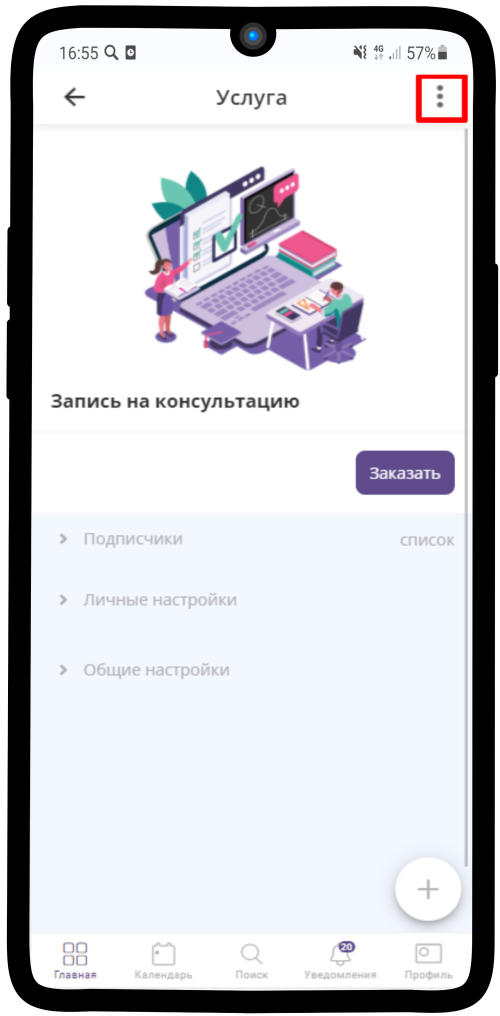 16:55 4G 57%
Услуга
Запись на консультацию
Заказать
Подписчики список
Личные настройки
Общие настройки
20
Главная Календарь Поиск Уведомления Профиль